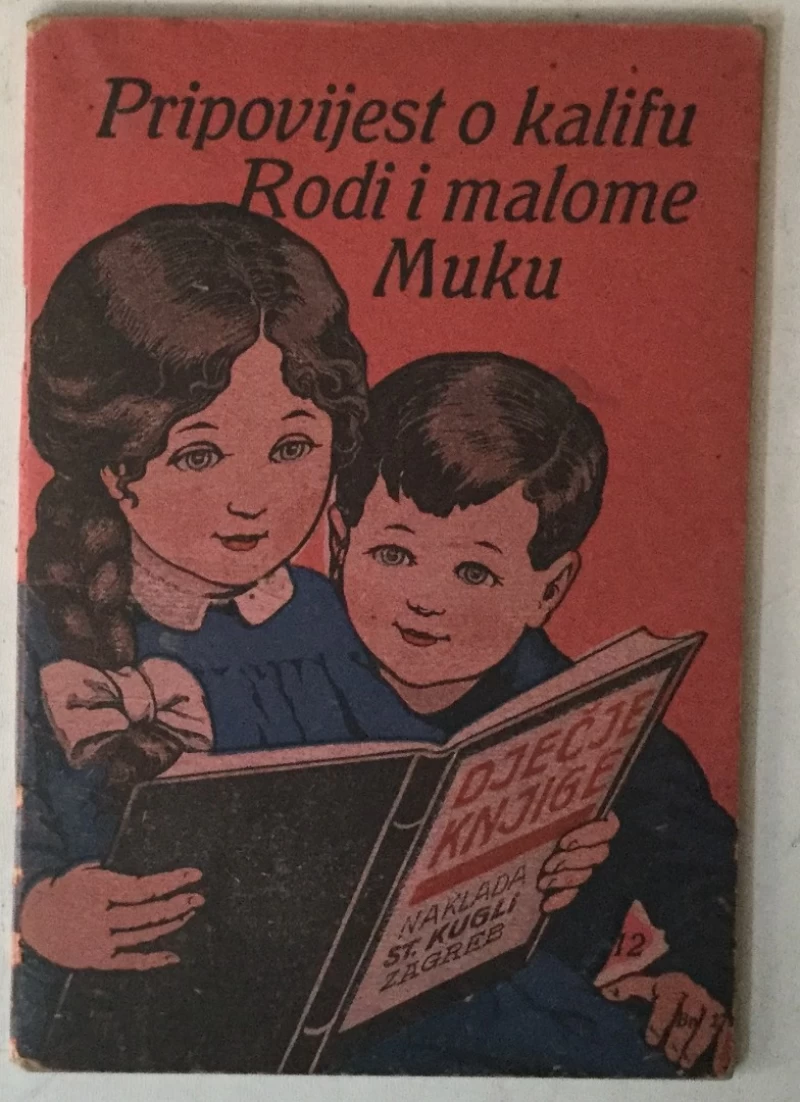 Pripovijest o kalifu
Rodi i malome
Muku
DJEČJE
KNJIGE
NAKLADA
ST. KUGLI
ZAGREB
12